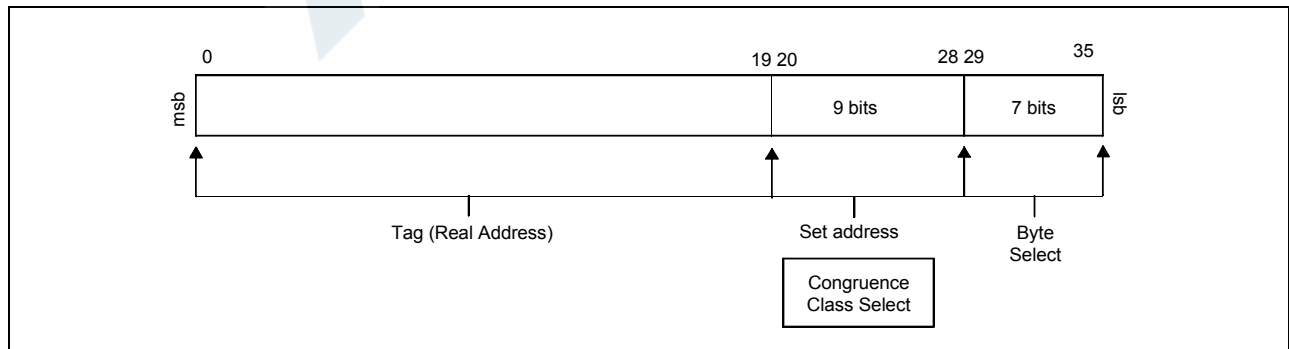 0 19 20 28 29 35
msb 9 bits 7 bits lsb
Tag (Real Address) Set address Byte
Select
Congruence
Class Select